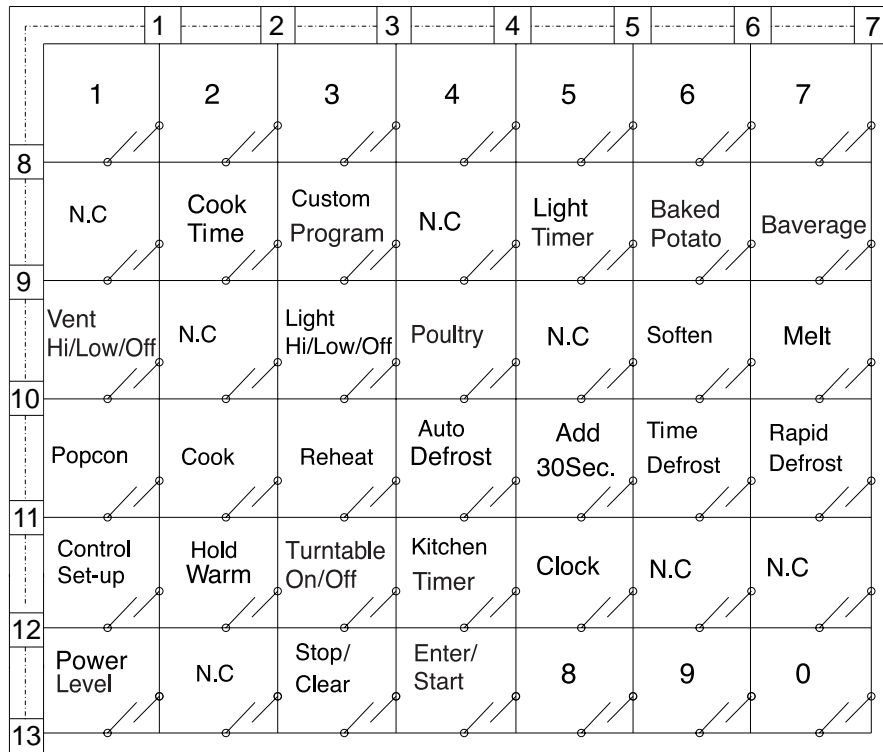 1 2 3 4 5 6 7
1 2 3 4 5 6 7
8
N.C Cook Time Custom Program N.C Light Timer Baked Potato Baverage
9
Vent Hi/Low/Off N.C Light Hi/Low/Off Poultry N.C Soften Melt
10
Popcon Cook Reheat Auto Defrost Add 30Sec. Time Defrost Rapid Defrost
11
Control Set-up Hold Warm Turntable On/Off Kitchen Timer Clock N.C N.C
12
Power Level N.C Stop/ Clear Enter/ Start 8 9 0
13